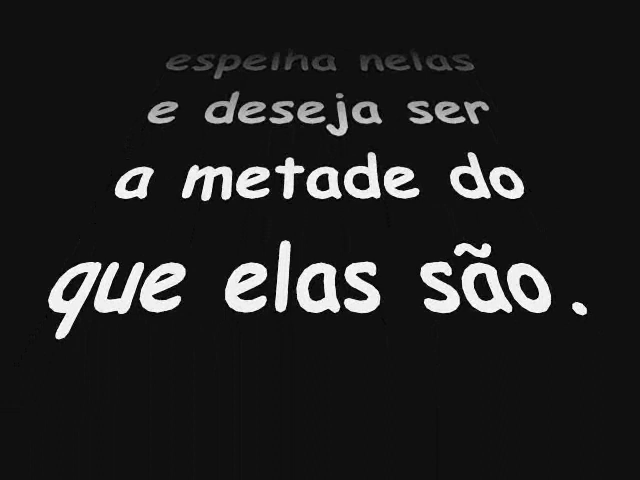 espelha nelas
e deseja ser
a metade do
que elas são.